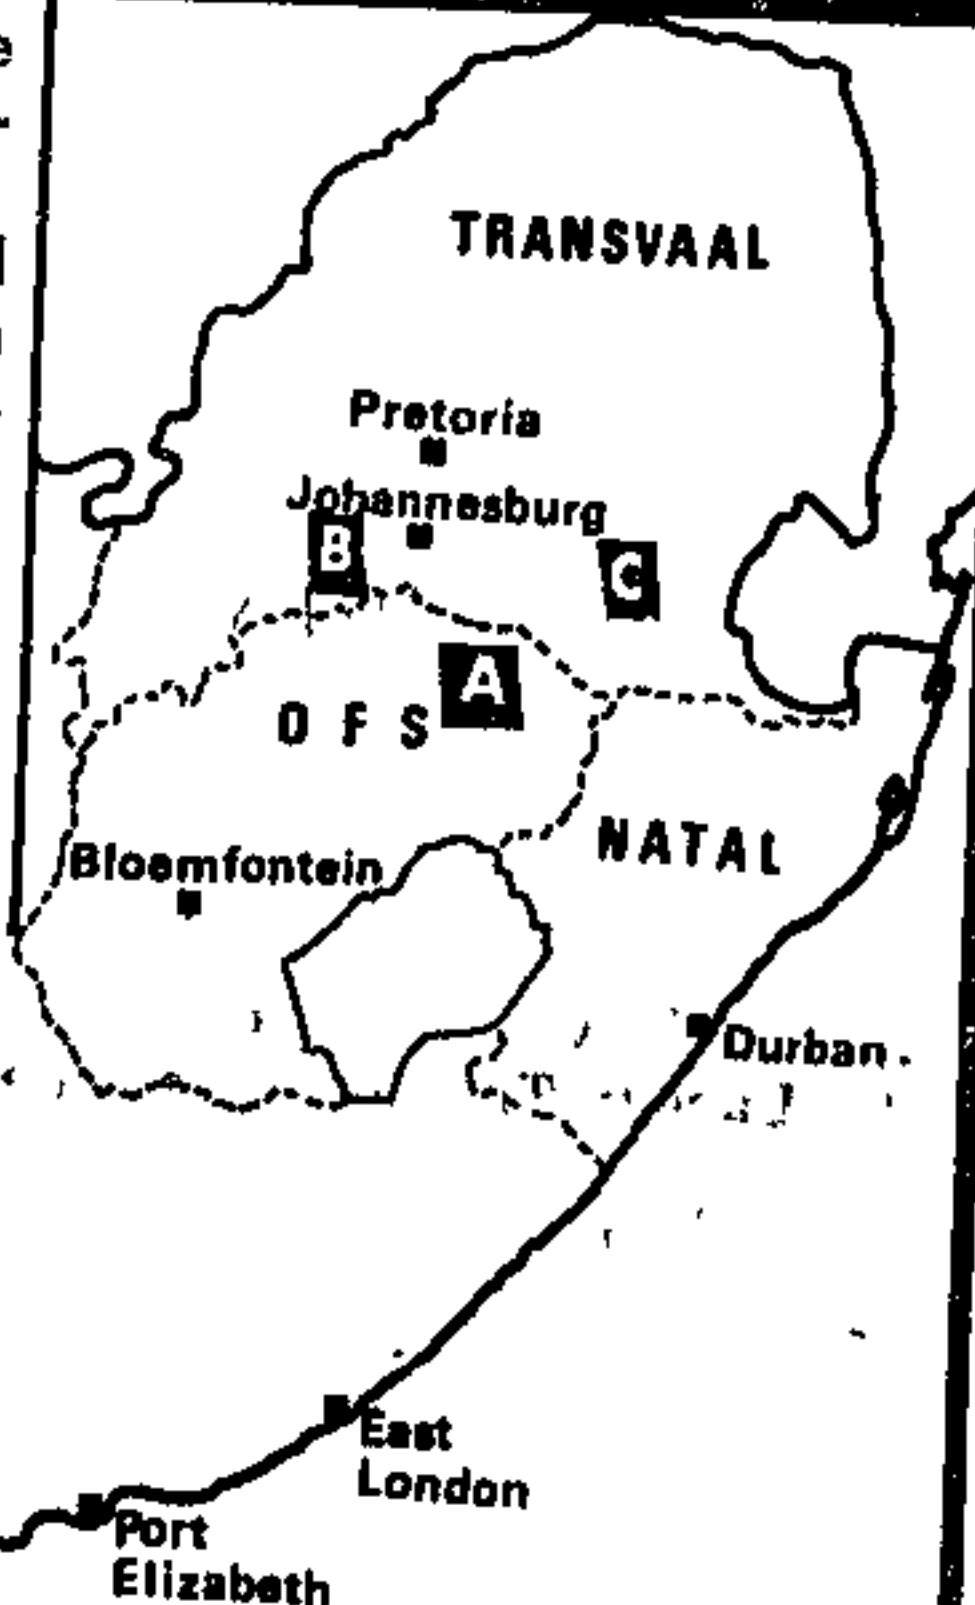 TRANSVAAL
Pretoria
Johannesburg
B
C
A
O F S
NATAL
Bloemfontein
Durban
East
London
Port
Elizabeth